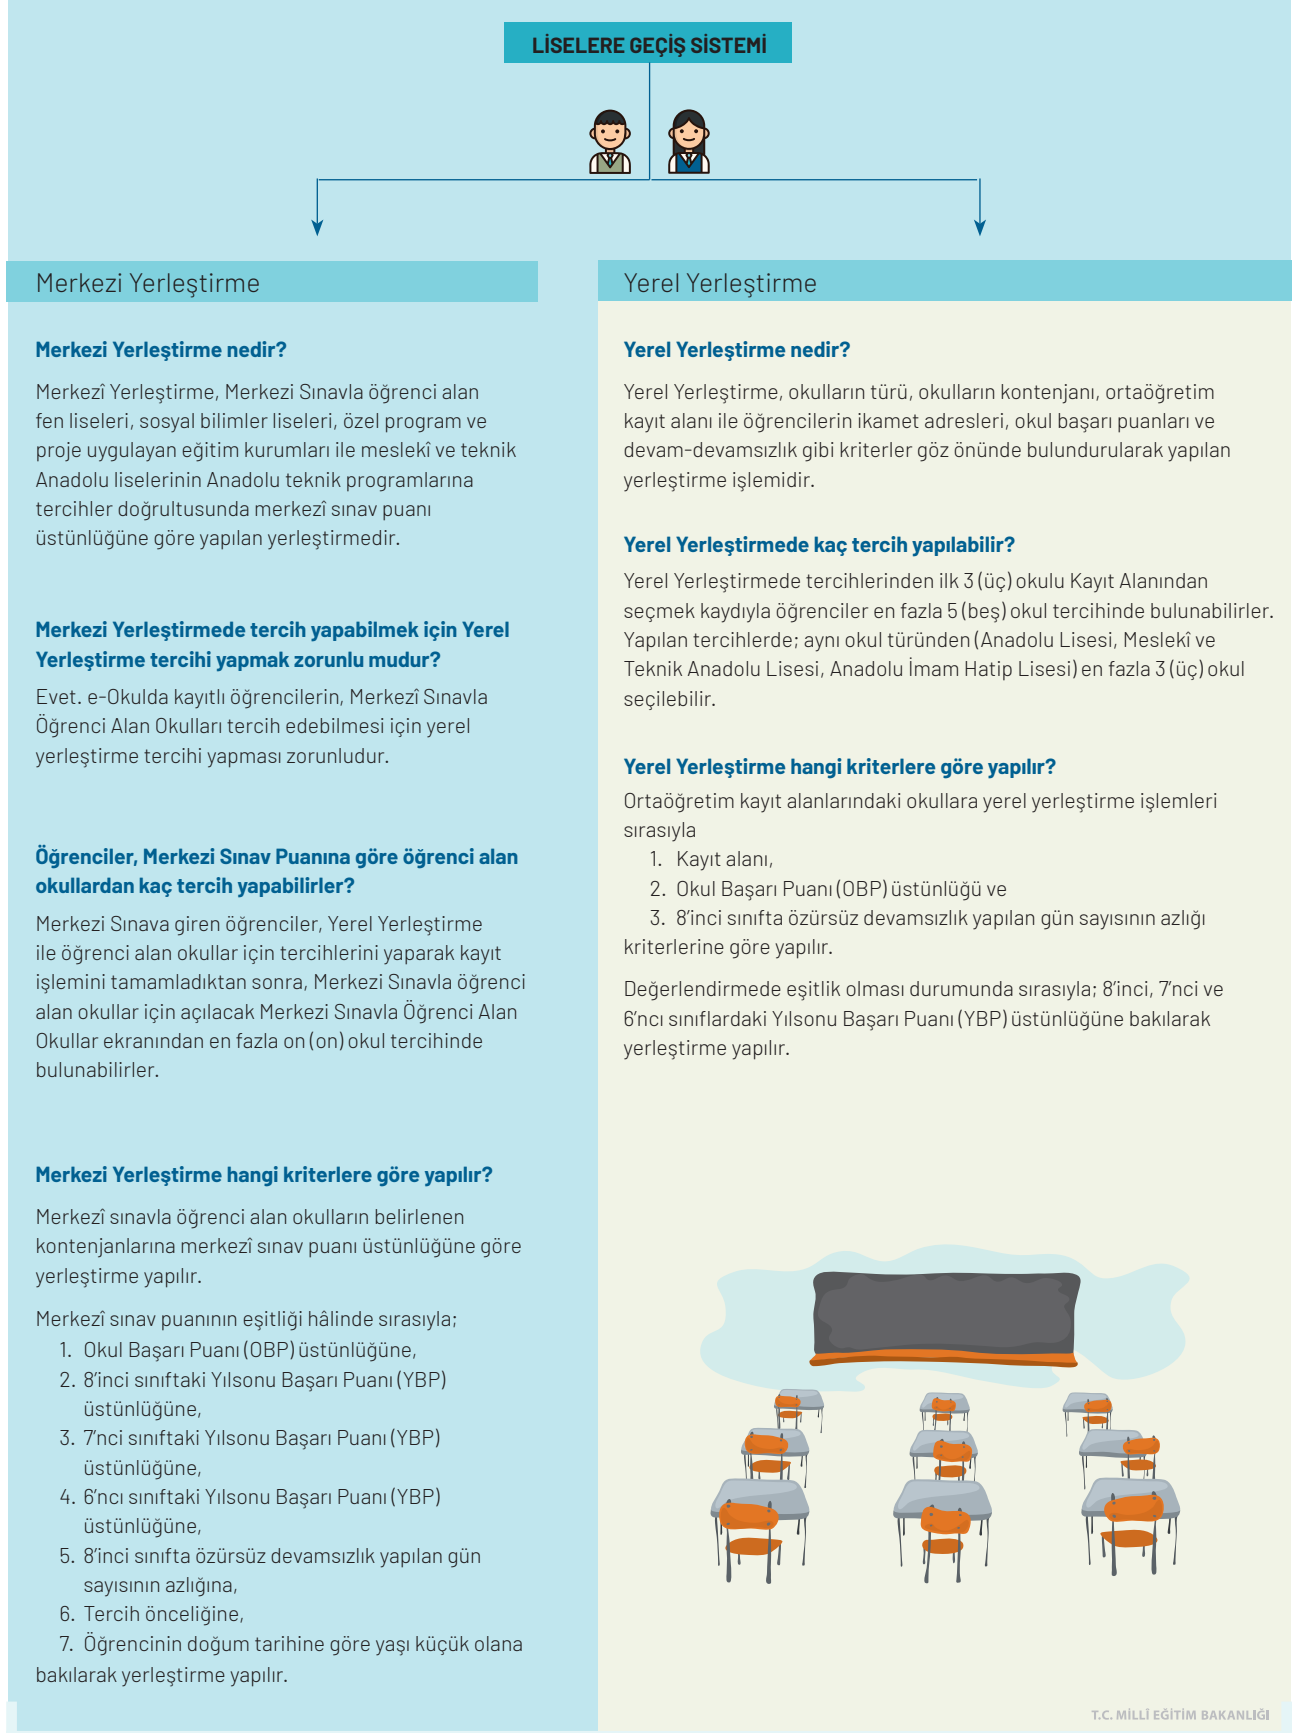 LİSELERE GEÇİŞ SİSTEMİ
Merkezi Yerleştirme
Merkezi Yerleştirme nedir?
Merkezî Yerleştirme, Merkezi Sınavla öğrenci alan
fen liseleri, sosyal bilimler liseleri, özel program ve
proje uygulayan eğitim kurumları ile meslekî ve teknik
Anadolu liselerinin Anadolu teknik programlarına
tercihler doğrultusunda merkezî sınav puanı
üstünlüğüne göre yapılan yerleştirmedir.
Merkezi Yerleştirmede tercih yapabilmek için Yerel
Yerleştirme tercihi yapmak zorunlu mudur?
Evet. e-Okulda kayıtlı öğrencilerin, Merkezî Sınavla
Öğrenci Alan Okulları tercih edebilmesi için yerel
yerleştirme tercihi yapması zorunludur.
Öğrenciler, Merkezi Sınav Puanına göre öğrenci alan
okullardan kaç tercih yapabilirler?
Merkezi Sınava giren öğrenciler, Yerel Yerleştirme
ile öğrenci alan okullar için tercihlerini yaparak kayıt
işlemini tamamladıktan sonra, Merkezi Sınavla öğrenci
alan okullar için açılacak Merkezi Sınavla Öğrenci Alan
Okullar ekranından en fazla on (on) okul tercihinde
bulunabilirler.
Merkezi Yerleştirme hangi kriterlere göre yapılır?
Merkezî sınavla öğrenci alan okulların belirlenen
kontenjanlarına merkezî sınav puanı üstünlüğüne göre
yerleştirme yapılır.
Merkezî sınav puanının eşitliği hâlinde sırasıyla;
1. Okul Başarı Puanı (OBP) üstünlüğüne,
2. 8'inci sınıftaki Yılsonu Başarı Puanı (YBP)
üstünlüğüne,
3. 7'nci sınıftaki Yılsonu Başarı Puanı (YBP)
üstünlüğüne,
4. 6'ncı sınıftaki Yılsonu Başarı Puanı (YBP)
üstünlüğüne,
5. 8'inci sınıfta özürsüz devamsızlık yapılan gün
sayısının azlığına,
6. Tercih önceliğine,
7. Öğrencinin doğum tarihine göre yaşı küçük olana
bakılarak yerleştirme yapılır.
Yerel Yerleştirme
Yerel Yerleştirme nedir?
Yerel Yerleştirme, okulların türü, okulların kontenjanı, ortaöğretim
kayıt alanı ile öğrencilerin ikamet adresleri, okul başarı puanları ve
devam-devamsızlık gibi kriterler göz önünde bulundurularak yapılan
yerleştirme işlemidir.
Yerel Yerleştirmede kaç tercih yapılabilir?
Yerel Yerleştirmede tercihlerinden ilk 3 (üç) okulu Kayıt Alanından
seçmek kaydıyla öğrenciler en fazla 5 (beş) okul tercihinde bulunabilirler.
Yapılan tercihlerde; aynı okul türünden (Anadolu Lisesi, Meslekî ve
Teknik Anadolu Lisesi, Anadolu İmam Hatip Lisesi) en fazla 3 (üç) okul
seçilebilir.
Yerel Yerleştirme hangi kriterlere göre yapılır?
Ortaöğretim kayıt alanlarındaki okullara yerel yerleştirme işlemleri
sırasıyla
1. Kayıt alanı,
2. Okul Başarı Puanı (OBP) üstünlüğü ve
3. 8'inci sınıfta özürsüz devamsızlık yapılan gün sayısının azlığı
kriterlerine göre yapılır.
Değerlendirmede eşitlik olması durumunda sırasıyla; 8'inci, 7'nci ve
6'ncı sınıflardaki Yılsonu Başarı Puanı (YBP) üstünlüğüne bakılarak
yerleştirme yapılır.
T.C. MİLLÎ EĞİTİM BAKANLIĞI